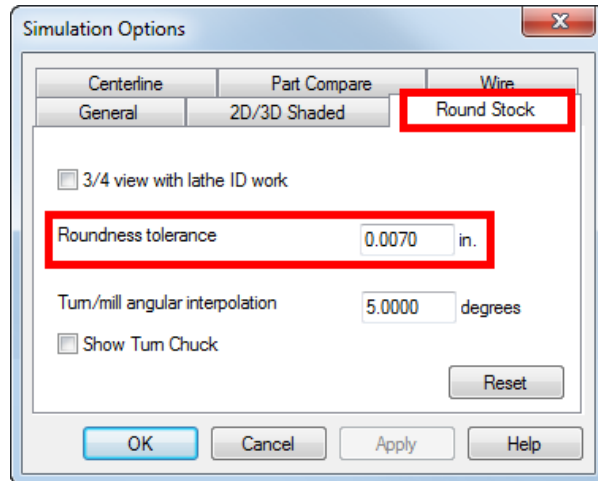 Simulation Options
Centerline Part Compare Wire
General 2D/3D Shaded Round Stock
3/4 view with lathe ID work
Roundness tolerance 0.0070 in.
Turn/mill angular interpolation 5.0000 degrees
Show Turn Chuck
Reset
OK Cancel Apply Help